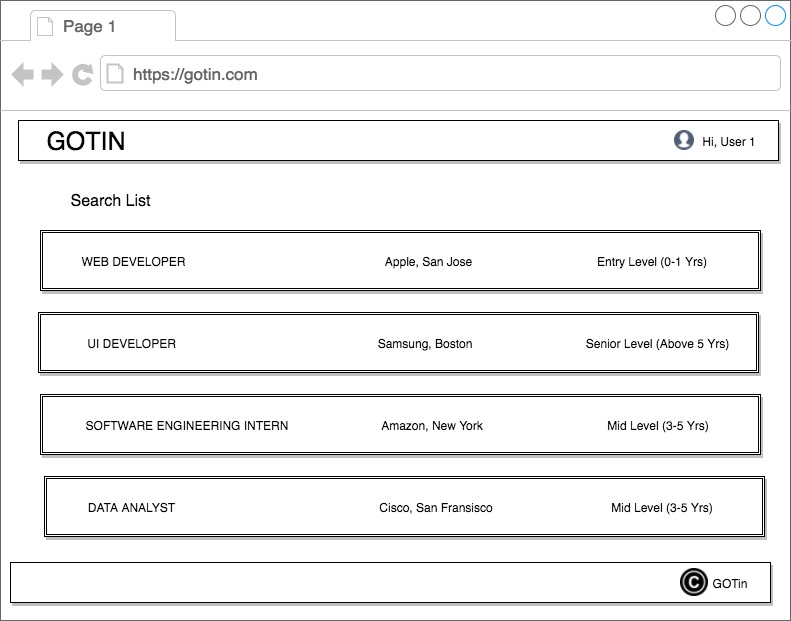 Page 1
https://gotin.com
GOTIN
Hi, User 1
Search List
WEB DEVELOPER Apple, San Jose Entry Level (0-1 Yrs)
UI DEVELOPER Samsung, Boston Senior Level (Above 5 Yrs)
SOFTWARE ENGINEERING INTERN Amazon, New York Mid Level (3-5 Yrs)
DATA ANALYST Cisco, San Fransisco Mid Level (3-5 Yrs)
© GOTin